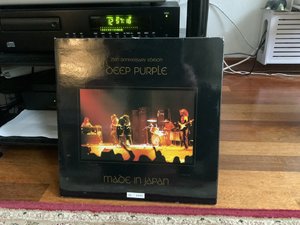 25th anniversary edition
DEEP PURPLE
MADE IN JAPAN